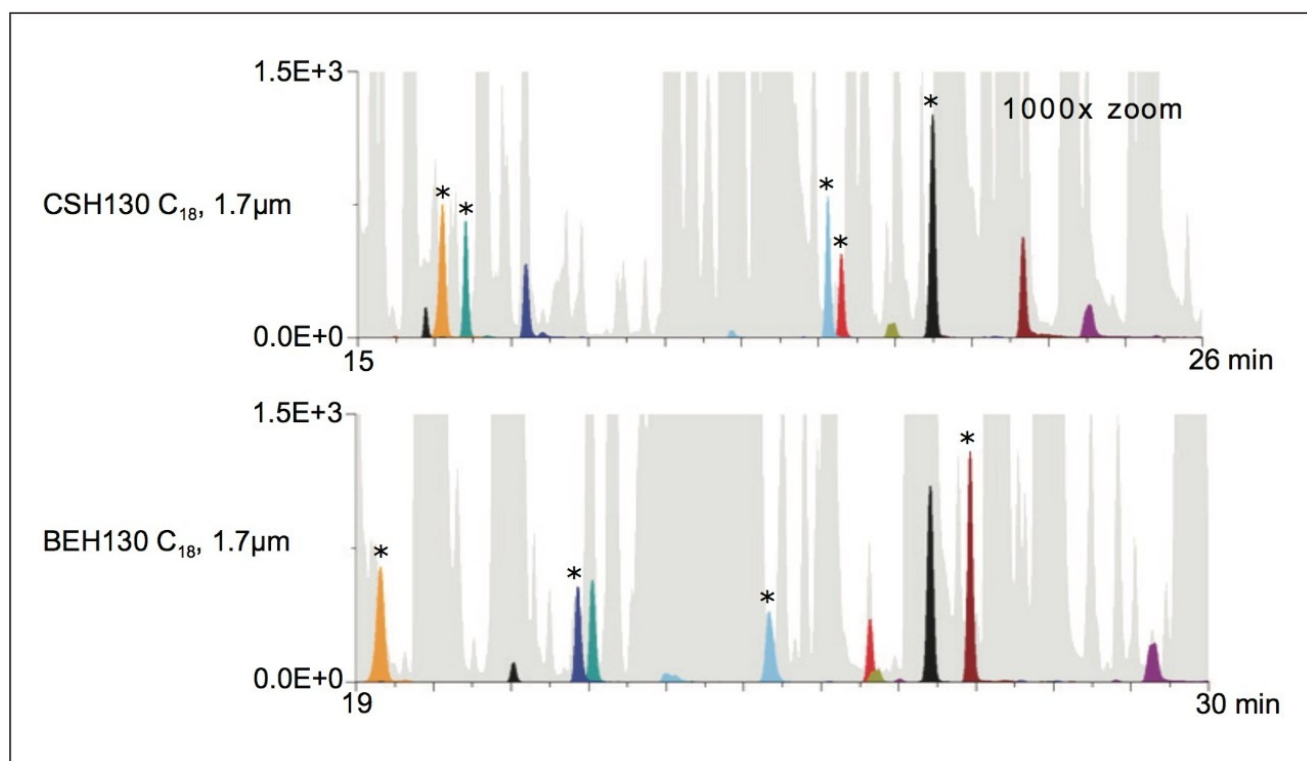 1.5E+3
1000x zoom
CSH130 C₁₈, 1.7µm
0.0E+0
15
26 min
1.5E+3
BEH130 C₁₈, 1.7µm
0.0E+0
19
30 min
* * * * *
* * * *